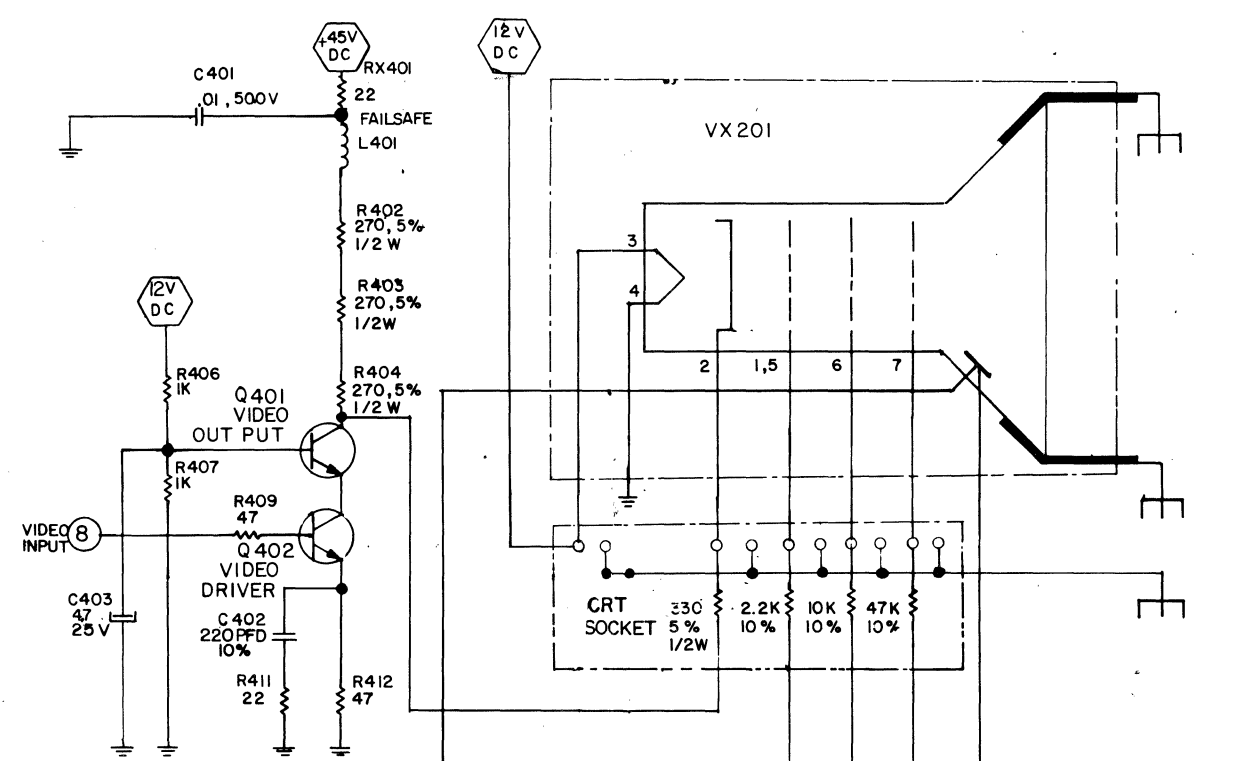 +45V
DC
12V
DC
C401
.01, 500V
RX401
22
FAILSAFE
L401
VX201
R402
270, 5%
1/2 W
R403
270, 5%
1/2W
12V
DC
R404
270, 5%
1/2 W
R406
1K
Q401
VIDEO
OUT PUT
R407
1K
R409
47
VIDEO
INPUT
8
Q402
VIDEO
DRIVER
C403
47
25V
C402
220PFD
10%
R411
22
R412
47
3
4
2
1,5
6
7
CRT
SOCKET
330
5%
1/2W
2.2K
10%
10K
10%
47K
10%